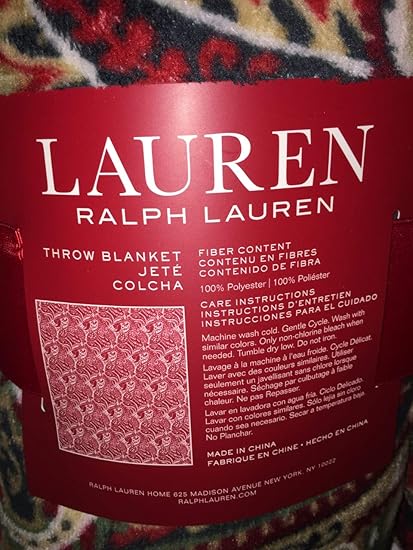 LAUREN
RALPH LAUREN
THROW BLANKET
JETÉ
COLCHA
FIBER CONTENT
CONTENU EN FIBRES
CONTENIDO DE FIBRA
100% Polyester | 100% Poliéster
CARE INSTRUCTIONS
INSTRUCTIONS D'ENTRETIEN
INSTRUCCIONES PARA EL CUIDADO
Machine wash cold. Gentle Cycle. Wash with
similar colors. Only non-chlorine bleach when
needed. Tumble dry low. Do not iron.
Lavage à la machine à l'eau froide. Cycle Délicat.
Laver avec des couleurs similaires. Utiliser
seulement un javellisant sans chlore lorsque
nécessaire. Séchage par culbutage à faible
chaleur. Ne pas Repasser.
Lavar en lavadora con agua fría. Ciclo Delicado.
Lavar con colores similares. Sólo lejía sin cloro
cuando sea necesario. Secar a temperatura baja.
No Planchar.
MADE IN CHINA
FABRIQUE EN CHINE • HECHO EN CHINA
RALPH LAUREN HOME 625 MADISON AVENUE NEW YORK, NY 10022
RALPHLAUREN.COM